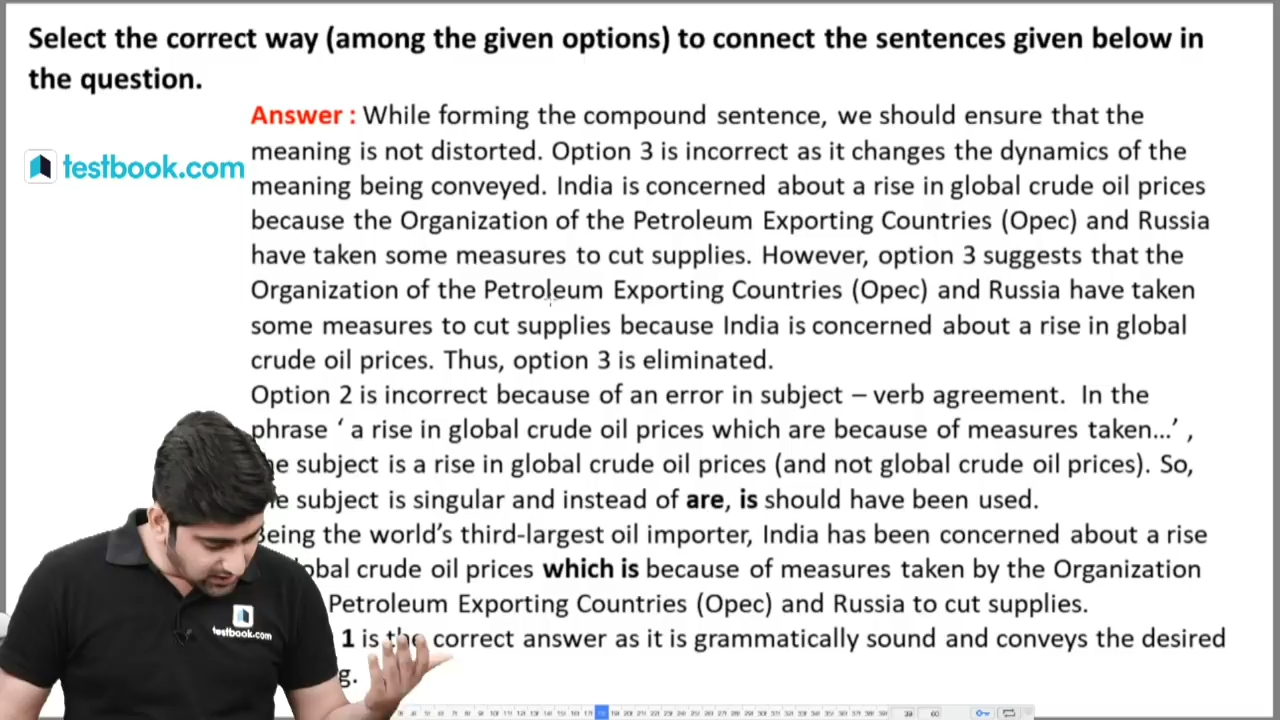 Select the correct way (among the given options) to connect the sentences given below in
the question.
Answer : While forming the compound sentence, we should ensure that the
testbook.com
meaning is not distorted. Option 3 is incorrect as it changes the dynamics of the
meaning being conveyed. India is concerned about a rise in global crude oil prices
because the Organization of the Petroleum Exporting Countries (Opec) and Russia
have taken some measures to cut supplies. However, option 3 suggests that the
Organization of the Petroleum Exporting Countries (Opec) and Russia have taken
some measures to cut supplies because India is concerned about a rise in global
crude oil prices. Thus, option 3 is eliminated.
Option 2 is incorrect because of an error in subject – verb agreement. In the
phrase ‘ a rise in global crude oil prices which are because of measures taken…’ ,
subject is a rise in global crude oil prices (and not global crude oil prices). So,
subject is singular and instead of are, is should have been used.
Being the world’s third-largest oil importer, India has been concerned about a rise
crude oil prices which is because of measures taken by the Organization
Petroleum Exporting Countries (Opec) and Russia to cut supplies.
1 is the correct answer as it is grammatically sound and conveys the desired
testbook.com
39 60